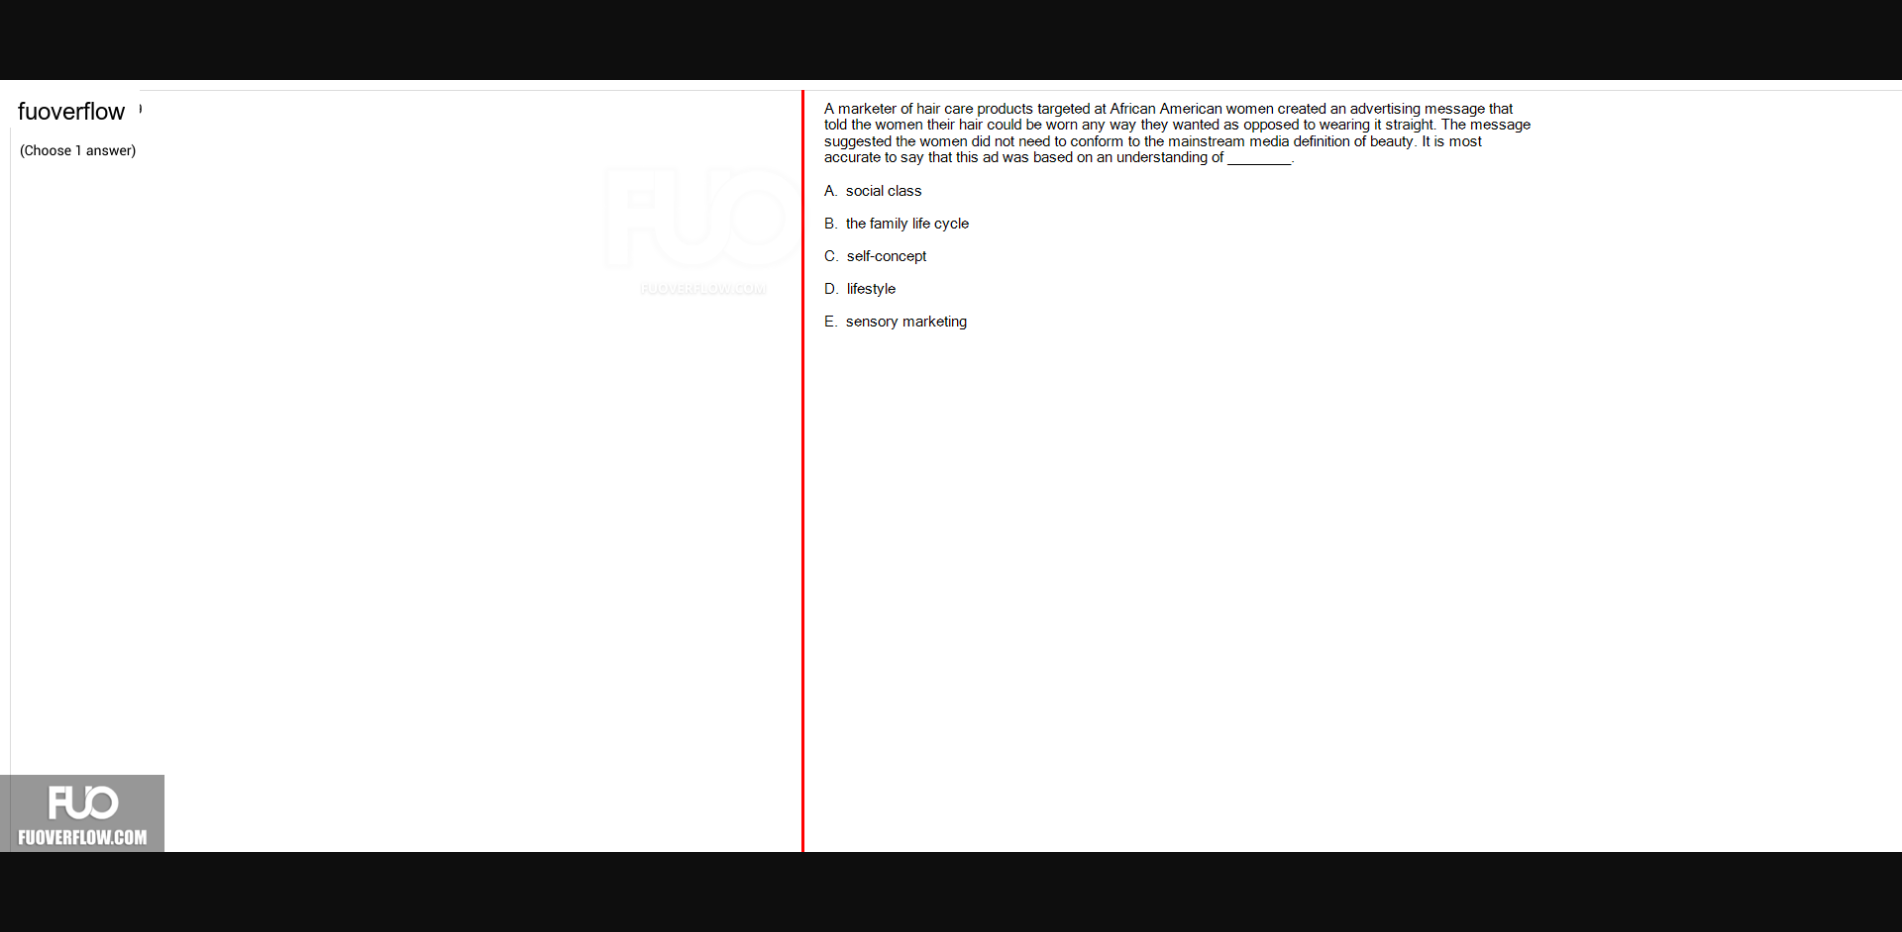 fuoverflow
(Choose 1 answer)
A marketer of hair care products targeted at African American women created an advertising message that
told the women their hair could be worn any way they wanted as opposed to wearing it straight. The message
suggested the women did not need to conform to the mainstream media definition of beauty. It is most
accurate to say that this ad was based on an understanding of ________.
A. social class
B. the family life cycle
C. self-concept
D. lifestyle
E. sensory marketing
FUO
FUOVERFLOW.COM
FUO
FUOVERFLOW.COM